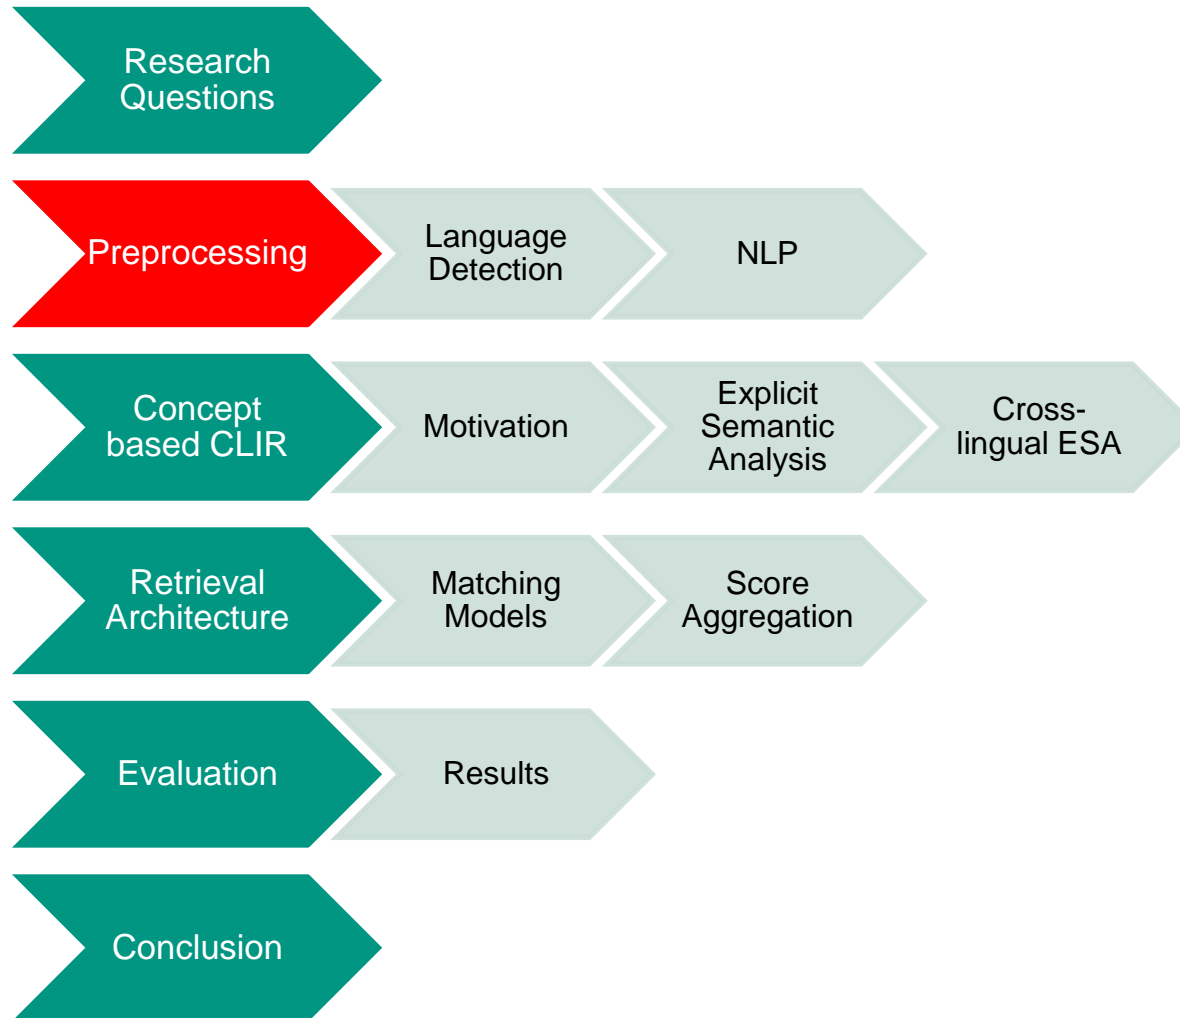 Research
Questions
Preprocessing
Language
Detection
NLP
Concept
based CLIR
Motivation
Explicit
Semantic
Analysis
Cross-
lingual ESA
Retrieval
Architecture
Matching
Models
Score
Aggregation
Evaluation
Results
Conclusion